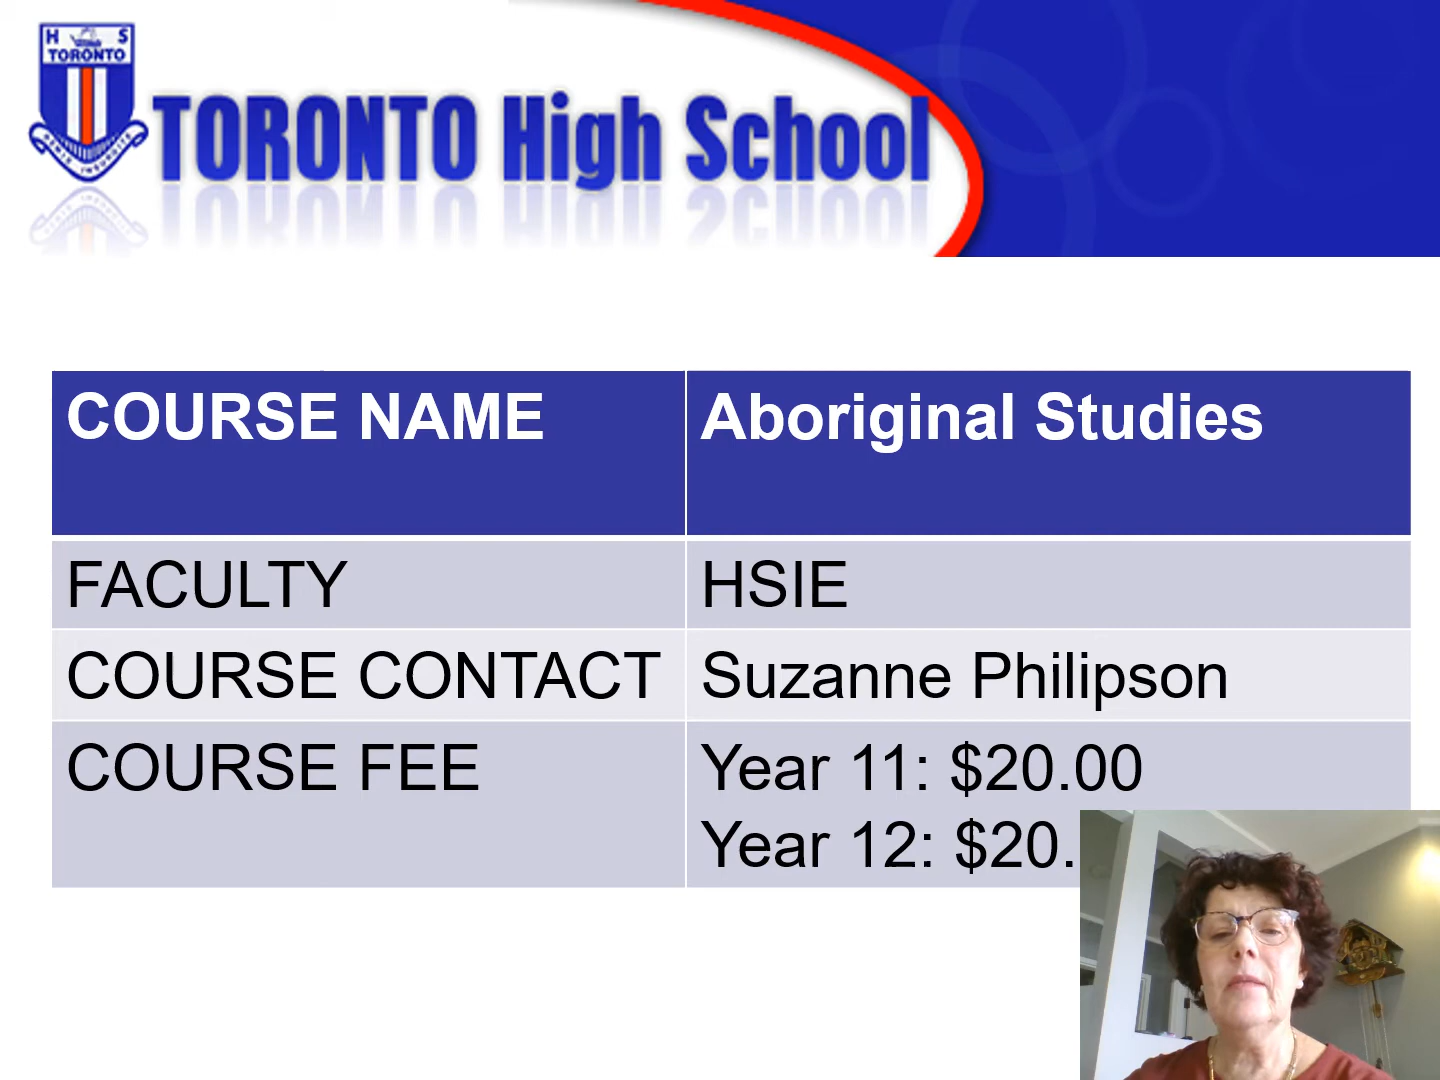 H S
TORONTO
TORONTO High School
COURSE NAME
Aboriginal Studies
FACULTY
HSIE
COURSE CONTACT
Suzanne Philipson
COURSE FEE
Year 11: $20.00
Year 12: $20.